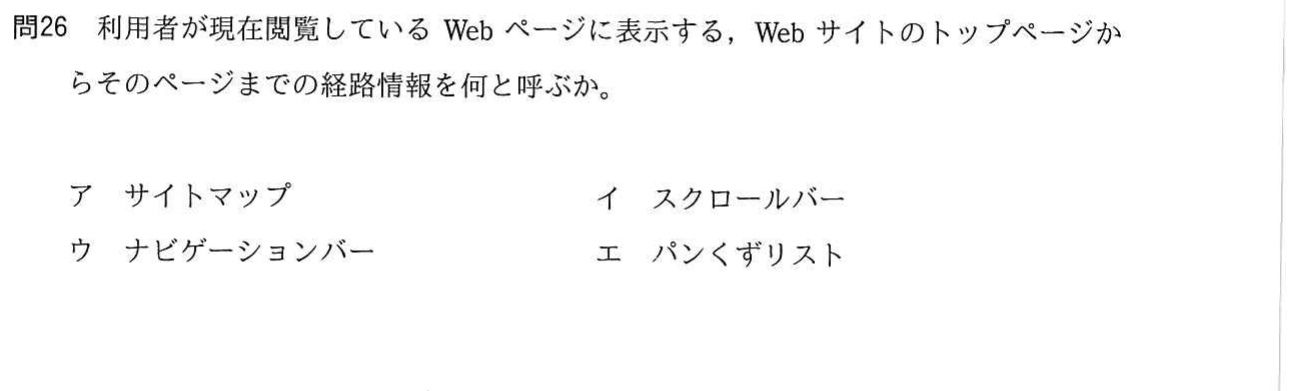 問26 利用者が現在閲覧している Web ページに表示する，Web サイトのトップページか
らそのページまでの経路情報を何と呼ぶか。
ア サイトマップ イ スクロールバー
ウ ナビゲーションバー エ パンくずリスト